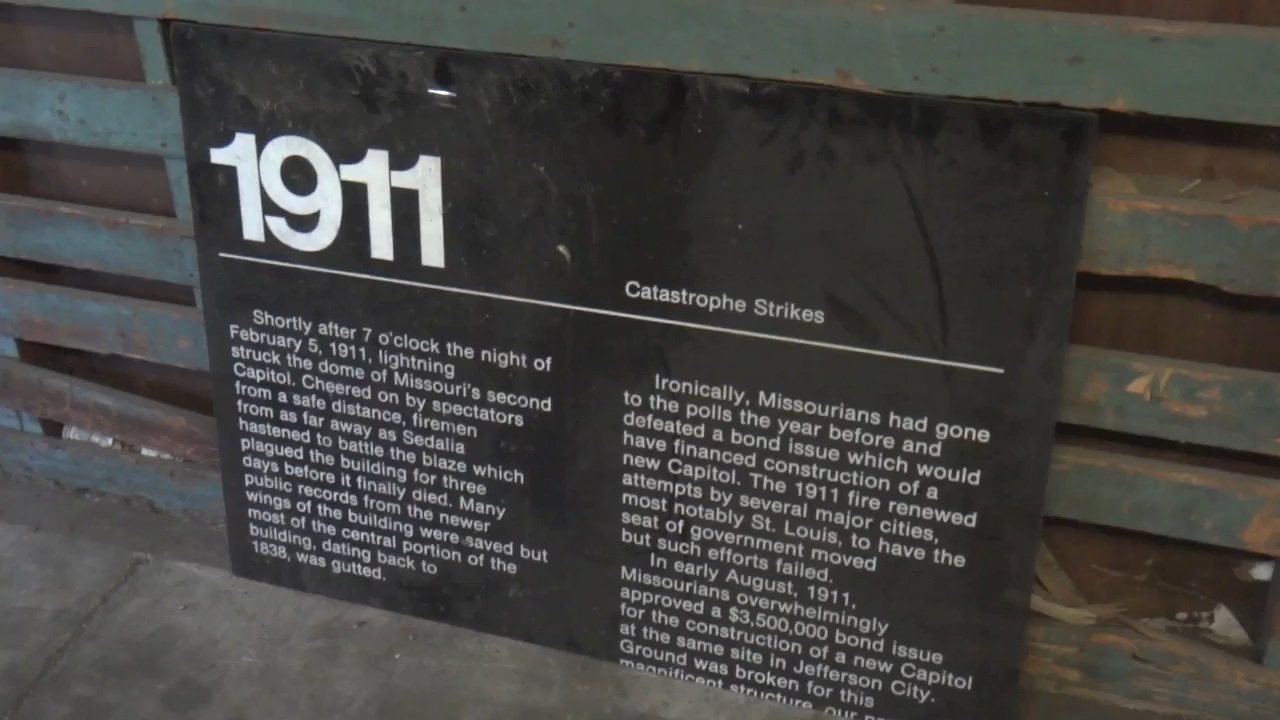 1911
Catastrophe Strikes
Shortly after 7 o'clock the night of
February 5, 1911, lightning
struck the dome of Missouri's second
Capitol. Cheered on by spectators
from a safe distance, firemen
from as far away as Sedalia
hastened to battle the blaze which
plagued the building for three
days before it finally died. Many
public records from the newer
wings of the building were saved but
most of the central portion of the
building, dating back to
1838, was gutted.
Ironically, Missourians had gone
to the polls the year before and
defeated a bond issue which would
have financed construction of a
new Capitol. The 1911 fire renewed
attempts by several major cities,
most notably St. Louis, to have the
seat of government moved
but such efforts failed.
In early August, 1911,
Missourians overwhelmingly
approved a $3,500,000 bond issue
for the construction of a new Capitol
at the same site in Jefferson City.
Ground was broken for this
magnificent structure, our